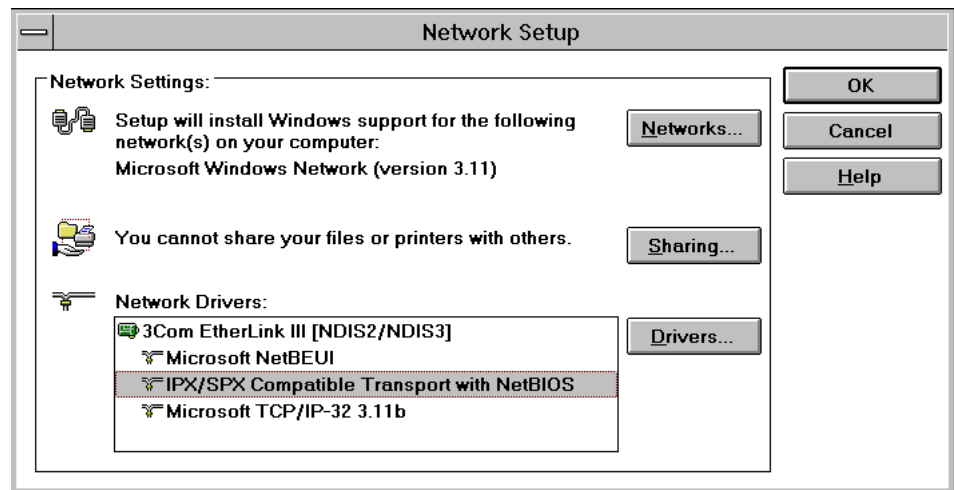 Network Setup
Network Settings:
Setup will install Windows support for the following
network(s) on your computer:
Microsoft Windows Network (version 3.11)
Networks...
You cannot share your files or printers with others.
Sharing...
Network Drivers:
3Com EtherLink III [NDIS2/NDIS3]
Microsoft NetBEUI
IPX/SPX Compatible Transport with NetBIOS
Microsoft TCP/IP-32 3.11b
Drivers...
OK
Cancel
Help